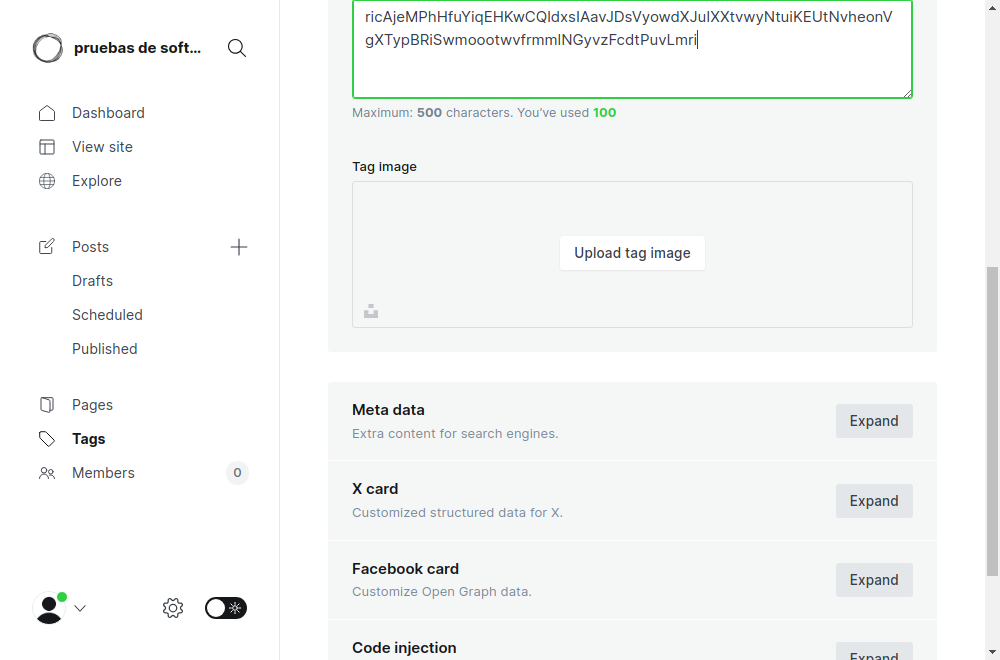 pruebas de soft...
Dashboard
View site
Explore
Posts
Drafts
Scheduled
Published
Pages
Tags
Members
0
ricAjeMPhHfuYiqEHKwCQIdxsIAavJDsVyowdXJuIXXtvwyNtuiKEUtNvheonV
gXTypBRiSwmoootwvfrmmINGyvzFcdtPuvLmri
Maximum: 500 characters. You’ve used 100
Tag image
Upload tag image
Meta data
Extra content for search engines.
Expand
X card
Customized structured data for X.
Expand
Facebook card
Customize Open Graph data.
Expand
Code injection
Expand